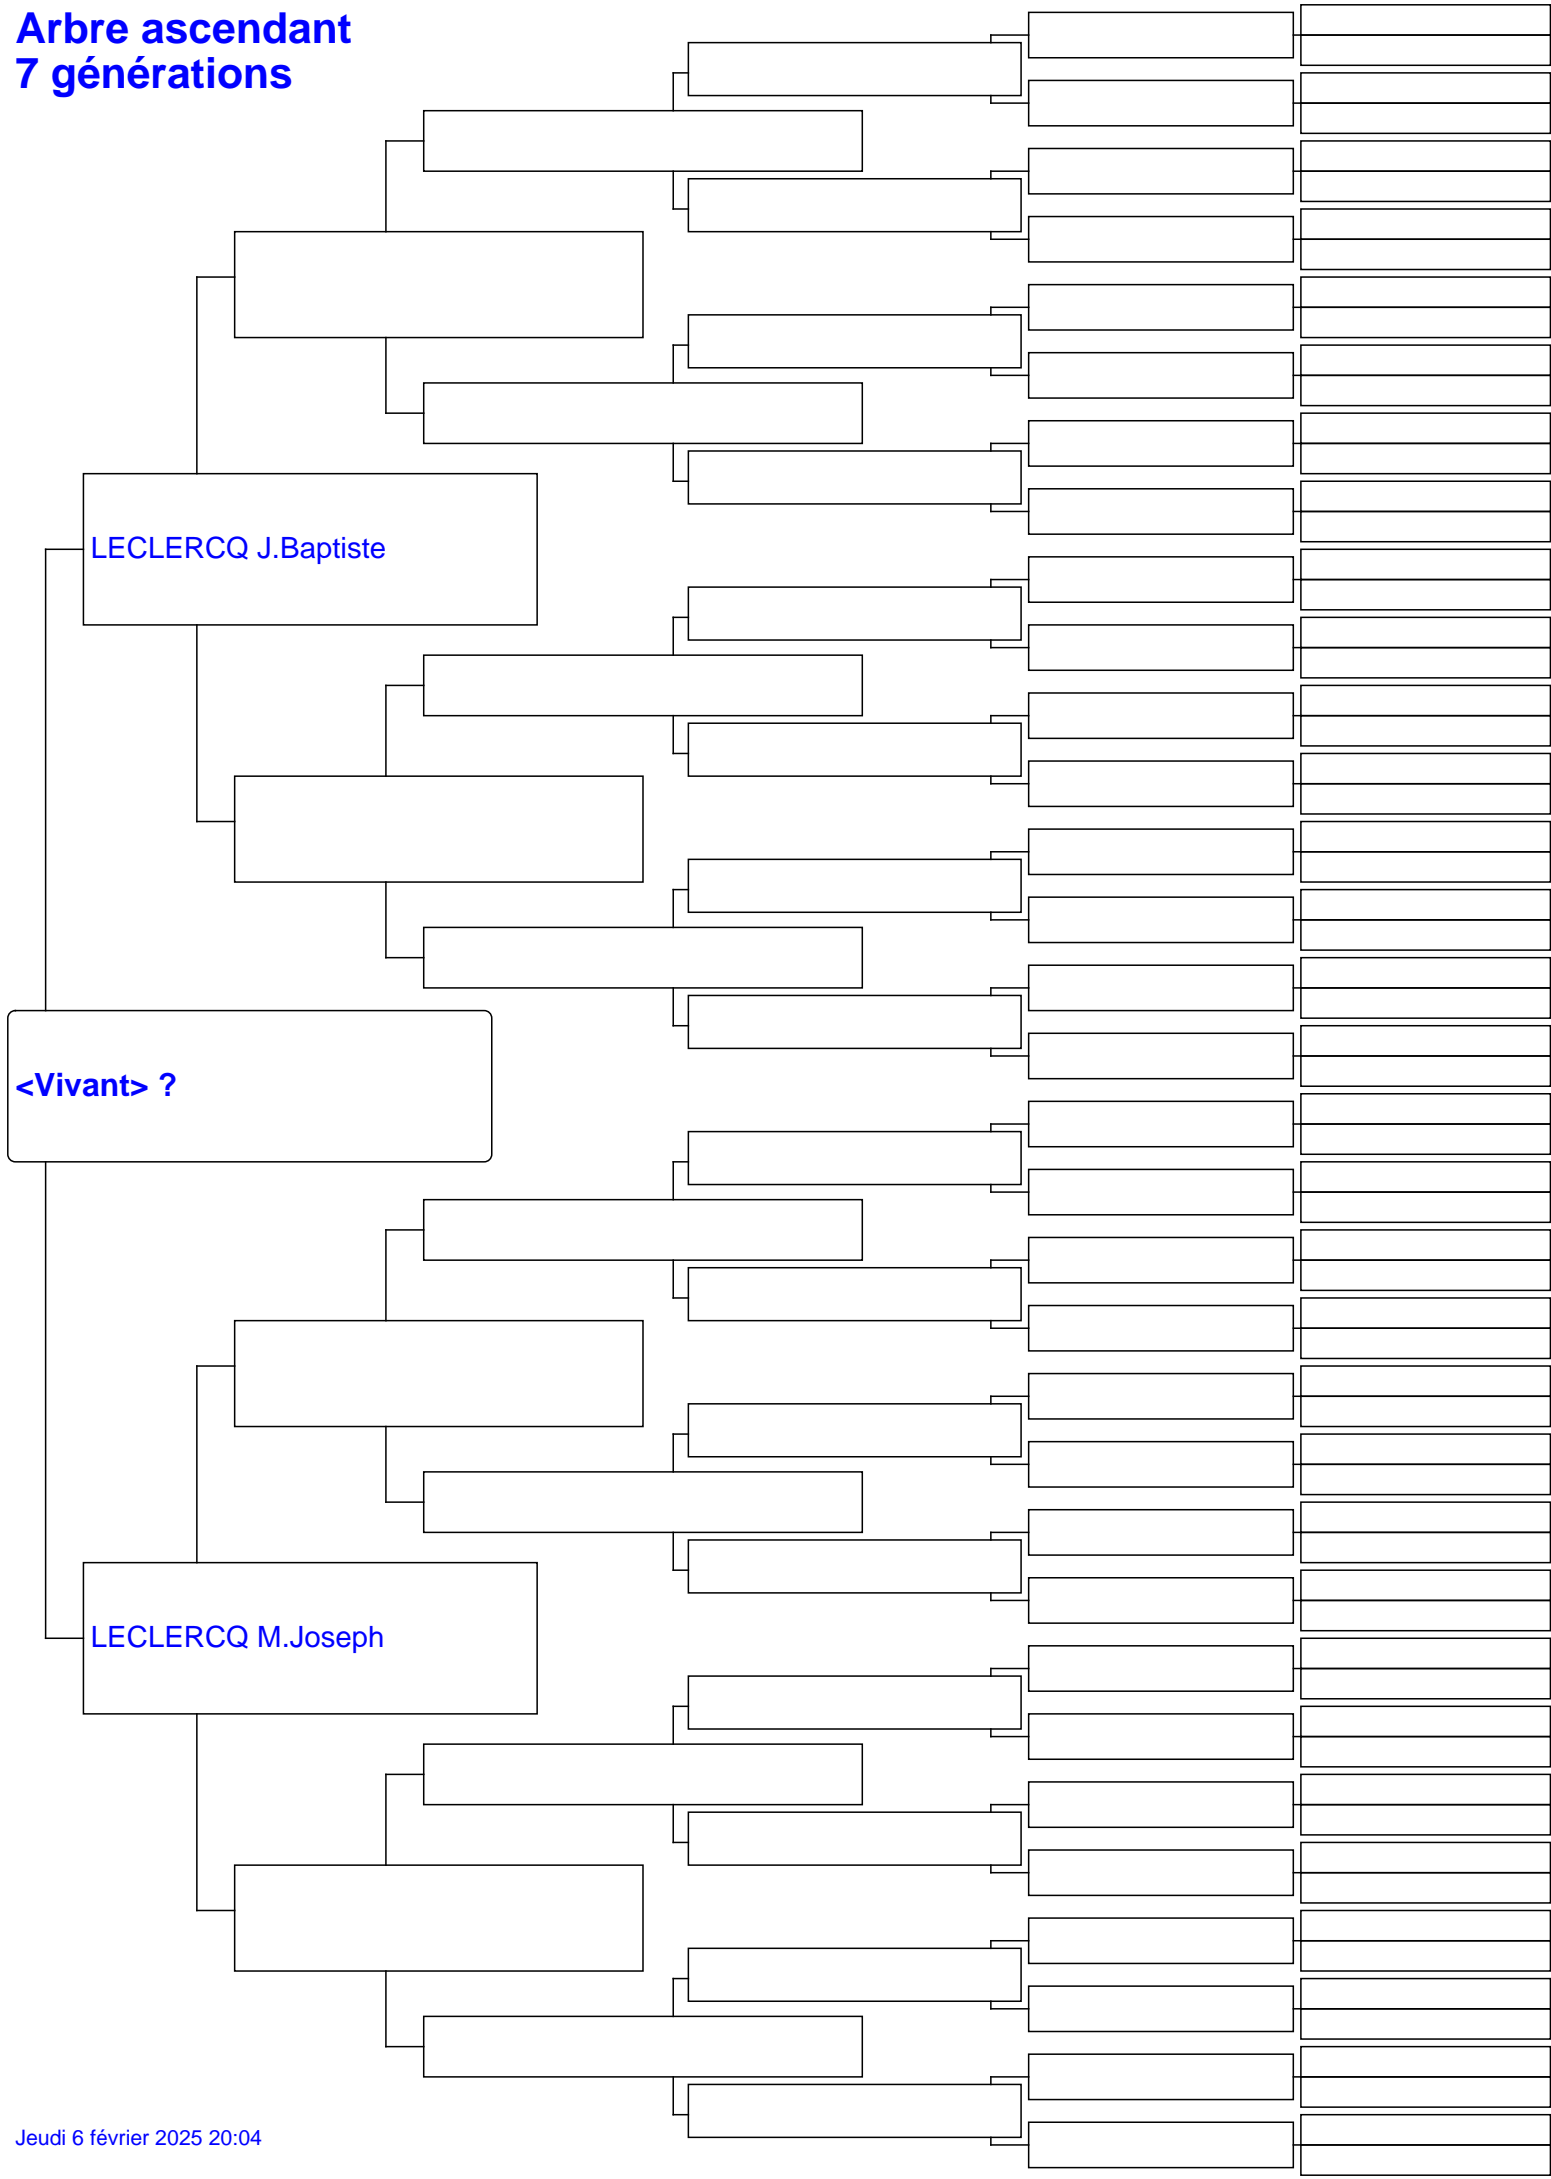 Arbre ascendant
7 générations
LECLERCQ J.Baptiste
<Vivant> ?
LECLERCQ M.Joseph
Jeudi 6 février 2025 20:04